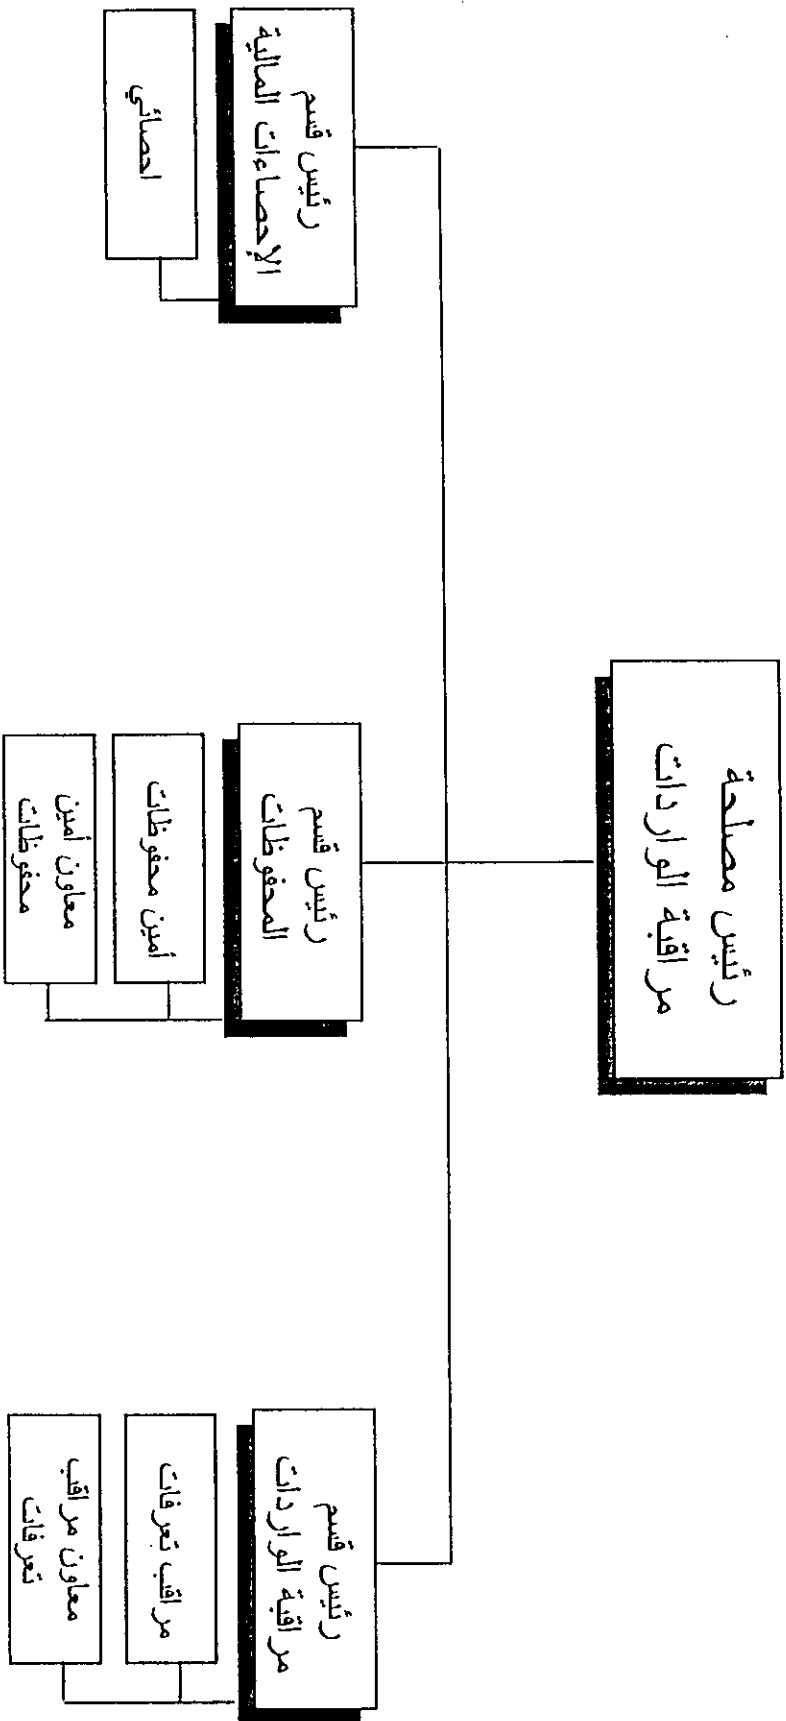 رئيس مصلحة
مراقبة الواردات
رئيس قسم
مراقبة الواردات
مراقب تعرفات
معاون مراقب
تعرفات
رئيس قسم
المحفوظات
أمين محفوظات
معاون أمين
محفوظات
رئيس قسم
الإحصاءات المالية
احصائي